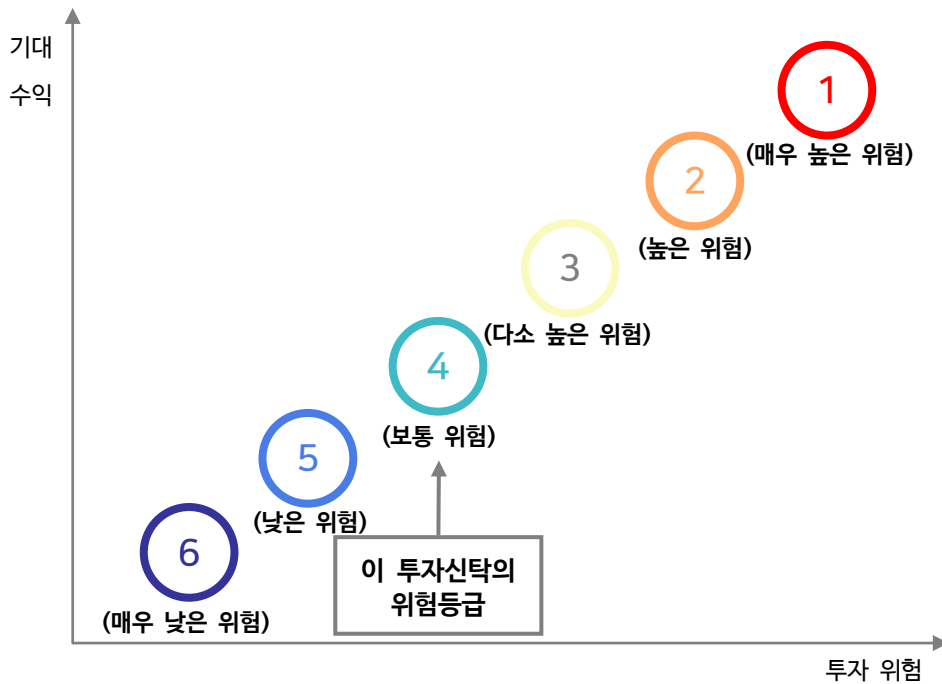 기대
수익
1
(매우 높은 위험)
2
(높은 위험)
3
(다소 높은 위험)
4
(보통 위험)
5
(낮은 위험)
6
(매우 낮은 위험)
이 투자신탁의
위험등급
투자 위험